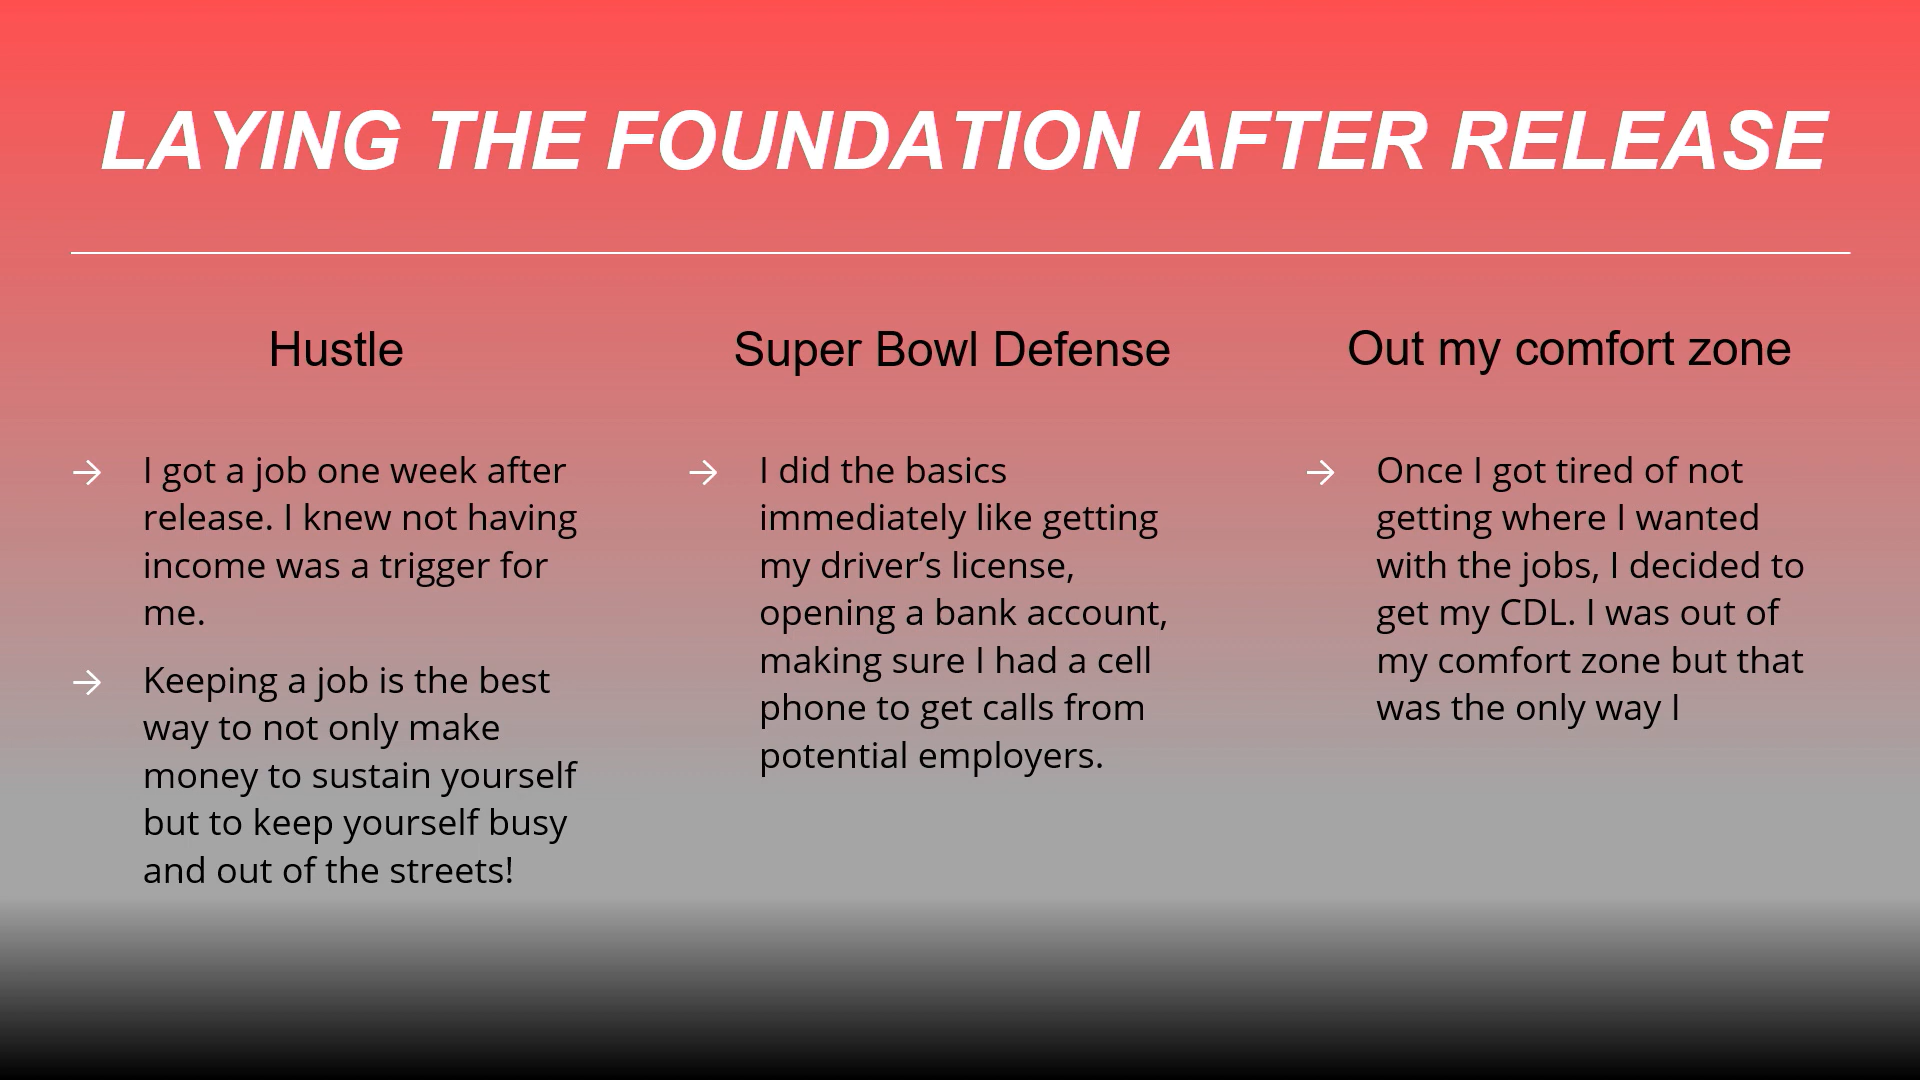 LAYING THE FOUNDATION AFTER RELEASE
Hustle
→ I got a job one week after
release. I knew not having
income was a trigger for
me.
→ Keeping a job is the best
way to not only make
money to sustain yourself
but to keep yourself busy
and out of the streets!
Super Bowl Defense
→ I did the basics
immediately like getting
my driver’s license,
opening a bank account,
making sure I had a cell
phone to get calls from
potential employers.
Out my comfort zone
→ Once I got tired of not
getting where I wanted
with the jobs, I decided to
get my CDL. I was out of
my comfort zone but that
was the only way I